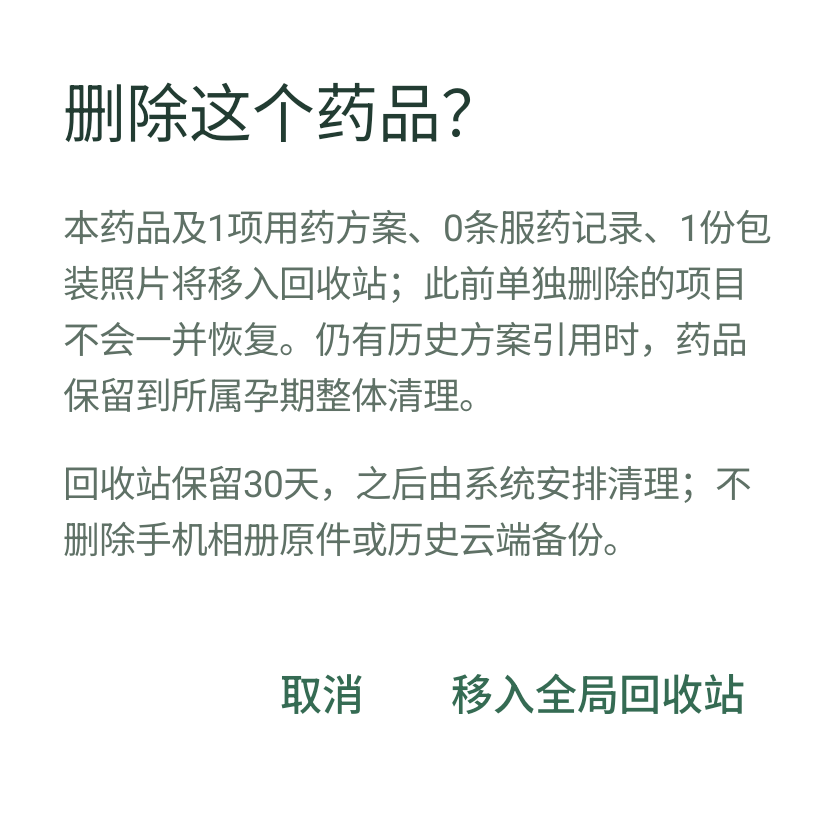 删除这个药品？
本药品及1项用药方案、0条服药记录、1份包
装照片将移入回收站；此前单独删除的项目
不会一并恢复。仍有历史方案引用时，药品
保留到所属孕期整体清理。
回收站保留30天，之后由系统安排清理；不
删除手机相册原件或历史云端备份。
取消 移入全局回收站